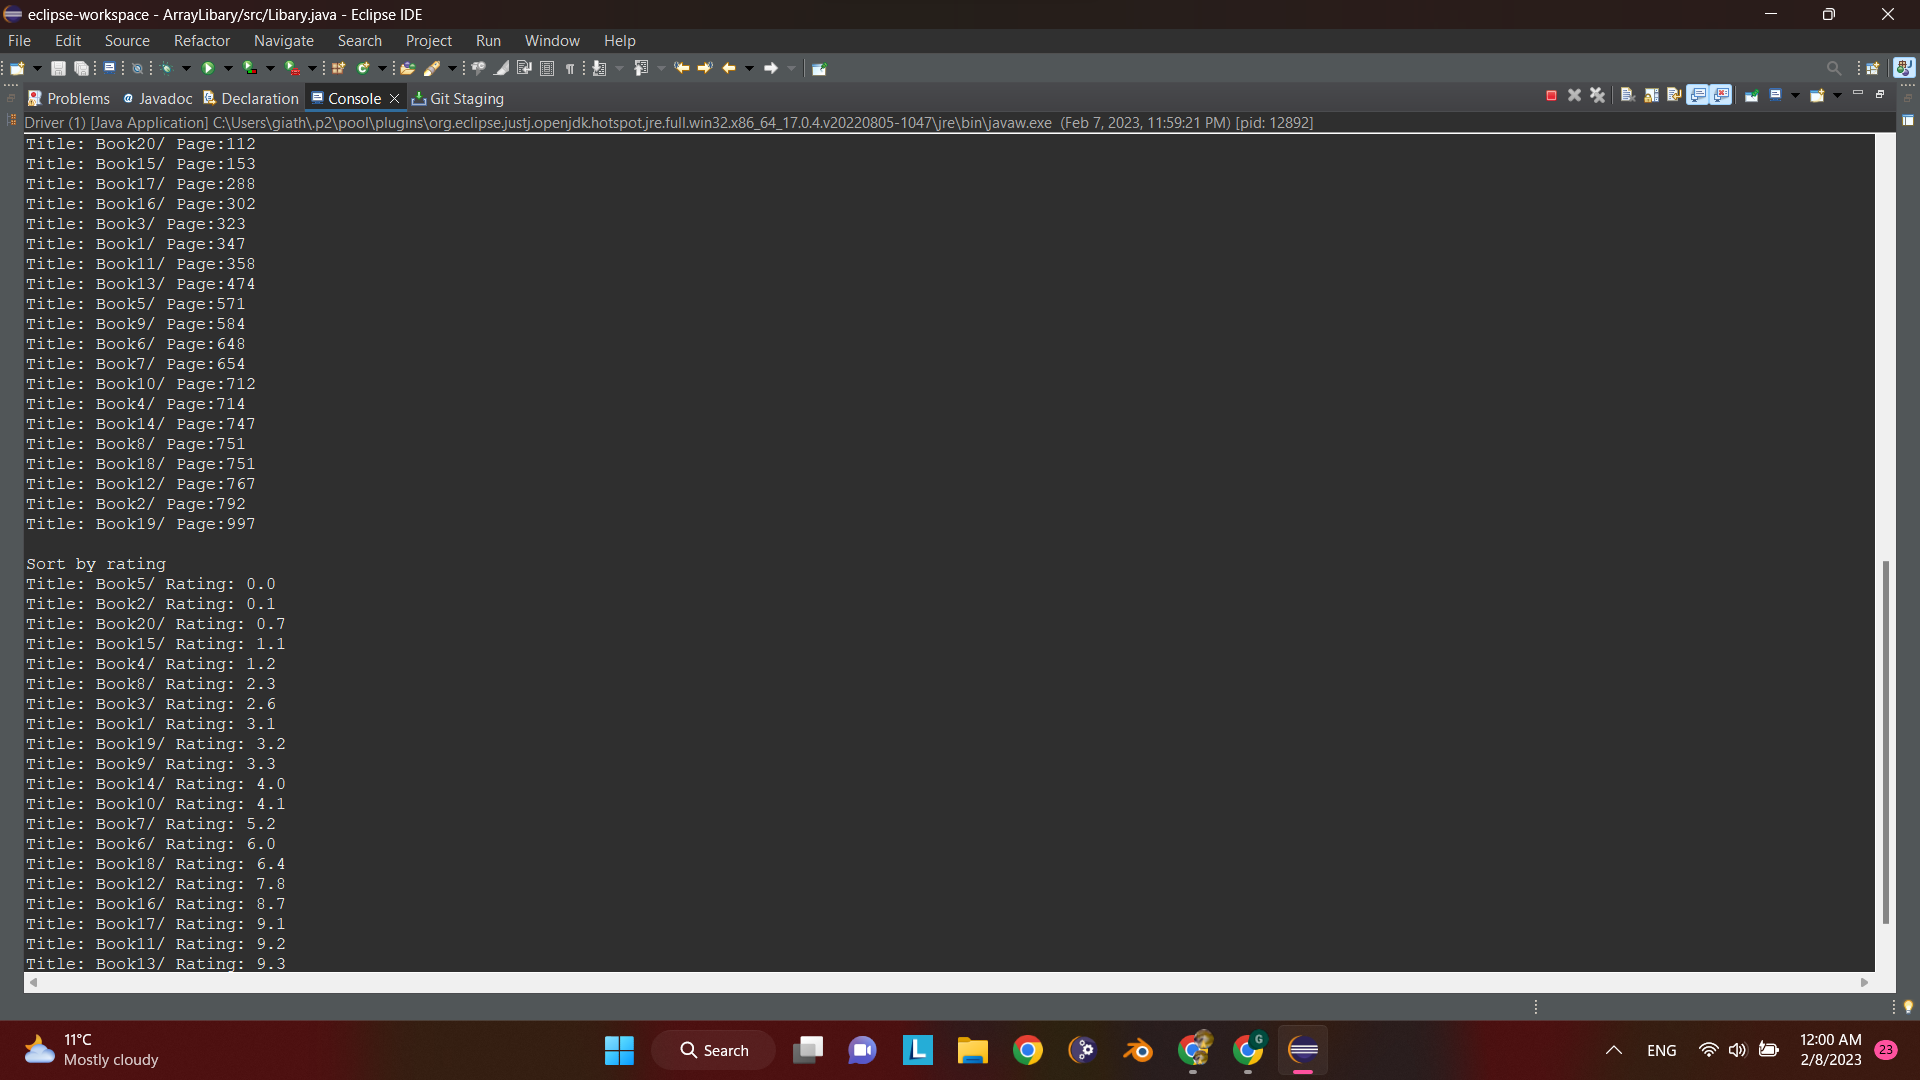 eclipse-workspace - ArrayLibary/src/Libary.java - Eclipse IDE
File Edit Source Refactor Navigate Search Project Run Window Help
Problems Javadoc Declaration Console Git Staging
Driver (1) [Java Application] C:\Users\giath\.p2\pool\plugins\org.eclipse.justj.openjdk.hotspot.jre.full.win32.x86_64_17.0.4.v20220805-1047\jre\bin\javaw.exe (Feb 7, 2023, 11:59:21 PM) [pid: 12892]
Title: Book20/ Page:112
Title: Book15/ Page:153
Title: Book17/ Page:288
Title: Book16/ Page:302
Title: Book3/ Page:323
Title: Book1/ Page:347
Title: Book11/ Page:358
Title: Book13/ Page:474
Title: Book5/ Page:571
Title: Book9/ Page:584
Title: Book6/ Page:648
Title: Book7/ Page:654
Title: Book10/ Page:712
Title: Book4/ Page:714
Title: Book14/ Page:747
Title: Book8/ Page:751
Title: Book18/ Page:751
Title: Book12/ Page:767
Title: Book2/ Page:792
Title: Book19/ Page:997
Sort by rating
Title: Book5/ Rating: 0.0
Title: Book2/ Rating: 0.1
Title: Book20/ Rating: 0.7
Title: Book15/ Rating: 1.1
Title: Book4/ Rating: 1.2
Title: Book8/ Rating: 2.3
Title: Book3/ Rating: 2.6
Title: Book1/ Rating: 3.1
Title: Book19/ Rating: 3.2
Title: Book9/ Rating: 3.3
Title: Book14/ Rating: 4.0
Title: Book10/ Rating: 4.1
Title: Book7/ Rating: 5.2
Title: Book6/ Rating: 6.0
Title: Book18/ Rating: 6.4
Title: Book12/ Rating: 7.8
Title: Book16/ Rating: 8.7
Title: Book17/ Rating: 9.1
Title: Book11/ Rating: 9.2
Title: Book13/ Rating: 9.3
11°C
Mostly cloudy
Search
L
G
ENG
12:00 AM
2/8/2023
23